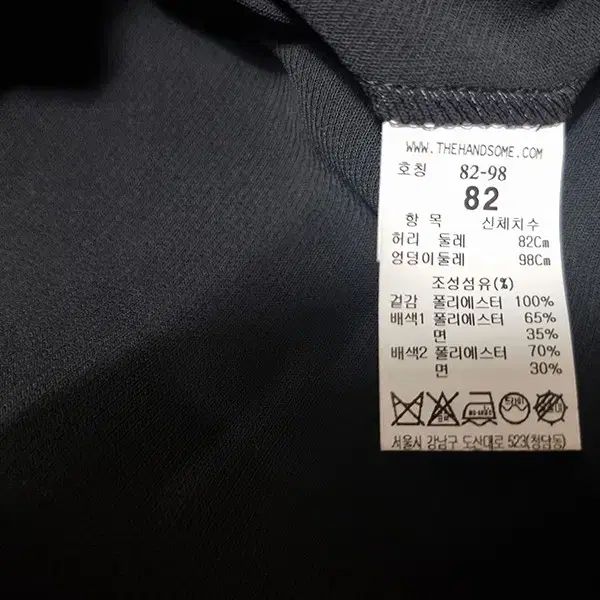 WWW.THEHANDSOME.COM
호칭 82-98
82
항 목 신체치수
허리 둘레 82Cm
엉덩이둘레 98Cm
조성섬유(%)
겉감 폴리에스터 100%
배색1 폴리에스터 65%
면 35%
배색2 폴리에스터 70%
면 30%
드라이
서울시 강남구 도산대로 523(청담동)